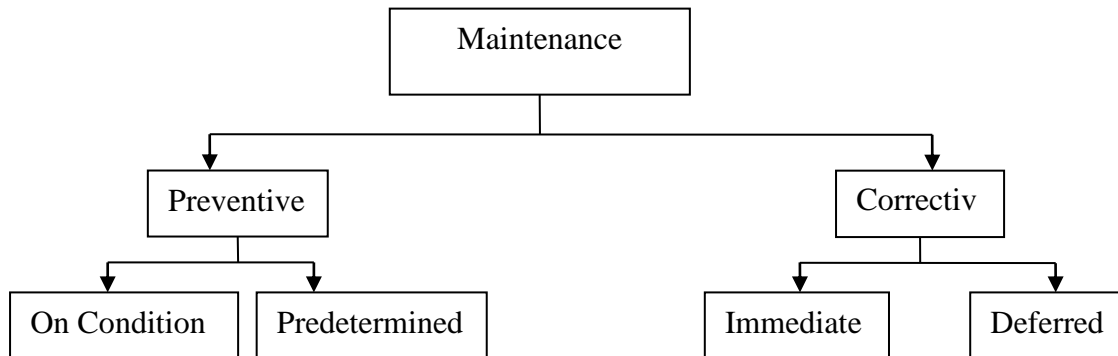 Maintenance
Preventive
Correctiv
On Condition
Predetermined
Immediate
Deferred